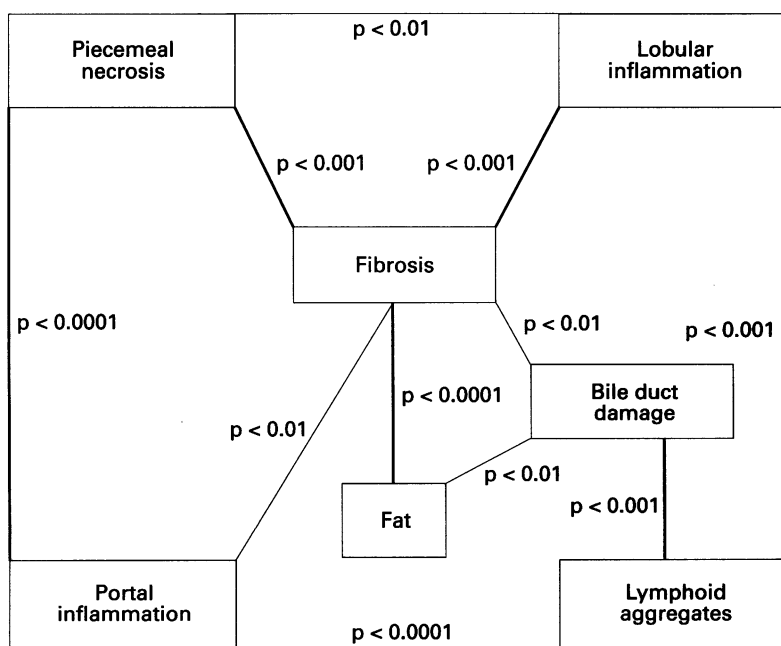 p < 0.01
Piecemeal
necrosis
Lobular
inflammation
p < 0.001
p < 0.001
Fibrosis
p < 0.0001
p < 0.01
p < 0.001
Bile duct
damage
p < 0.0001
p < 0.01
p < 0.01
Fat
p < 0.001
Portal
inflammation
Lymphoid
aggregates
p < 0.0001